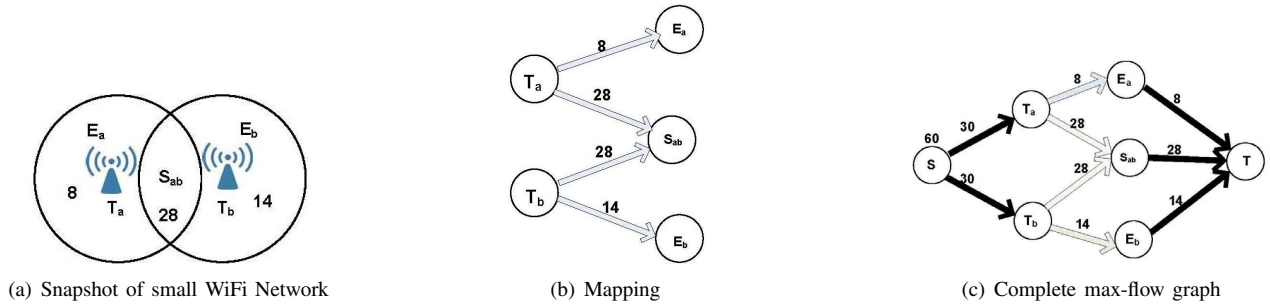 E_a
E_b
S_ab
8
T_a
28
T_b
14
(a) Snapshot of small WiFi Network
T_a
8
E_a
28
S_ab
28
T_b
14
E_b
(b) Mapping
60
S
30
30
T_a
8
E_a
28
S_ab
28
T_b
14
E_b
8
28
14
T
(c) Complete max-flow graph